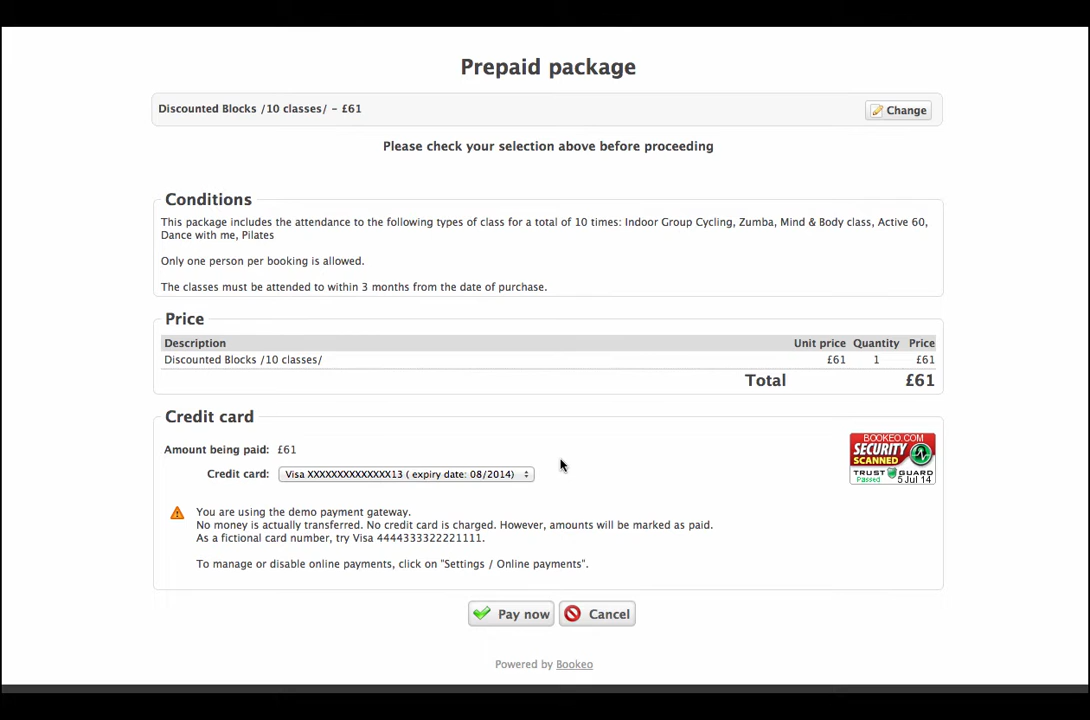 Prepaid package
Discounted Blocks /10 classes/ - £61
Change
Please check your selection above before proceeding
Conditions
This package includes the attendance to the following types of class for a total of 10 times: Indoor Group Cycling, Zumba, Mind & Body class, Active 60,
Dance with me, Pilates
Only one person per booking is allowed.
The classes must be attended to within 3 months from the date of purchase.
Price
Description Unit price Quantity Price
Discounted Blocks /10 classes/ £61 1 £61
Total £61
Credit card
Amount being paid: £61
Credit card: Visa XXXXXXXXXXXXXX13 ( expiry date: 08/2014)
BOOKEO.COM
SECURITY
SCANNED
TRUST GUARD
Passed 5 Jul 14
You are using the demo payment gateway.
No money is actually transferred. No credit card is charged. However, amounts will be marked as paid.
As a fictional card number, try Visa 4444333322221111.
To manage or disable online payments, click on "Settings / Online payments".
Pay now Cancel
Powered by Bookeo